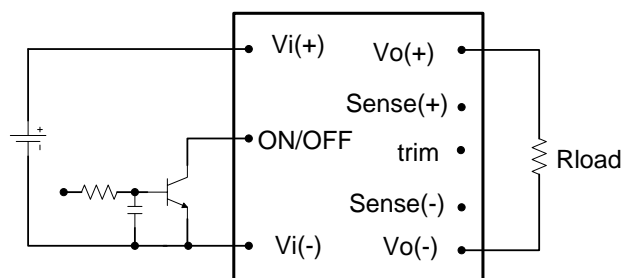 Vi(+)
Vo(+)
Sense(+)
+
-
ON/OFF
trim
Rload
Sense(-)
Vi(-)
Vo(-)